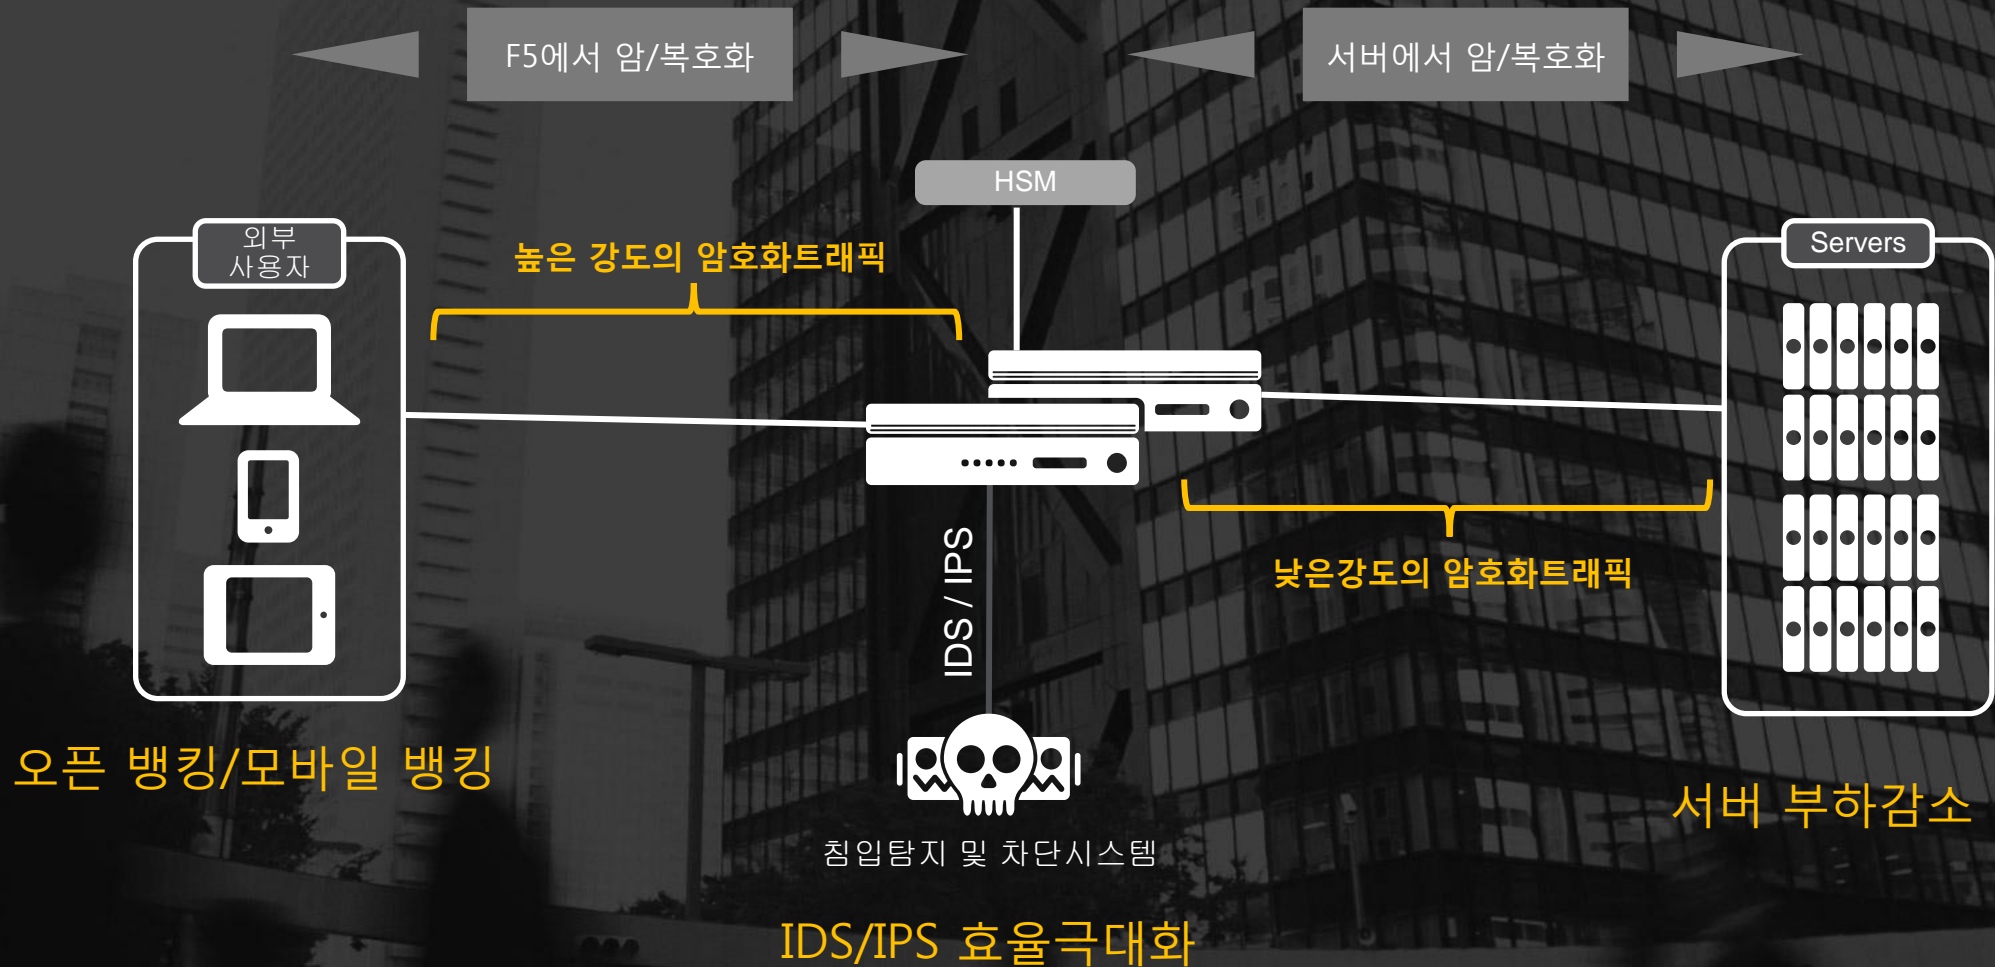 F5에서 암/복호화
서버에서 암/복호화
HSM
외부
사용자
높은 강도의 암호화트래픽
Servers
IDS / IPS
낮은강도의 암호화트래픽
오픈 뱅킹/모바일 뱅킹
서버 부하감소
침입탐지 및 차단시스템
IDS/IPS 효율극대화